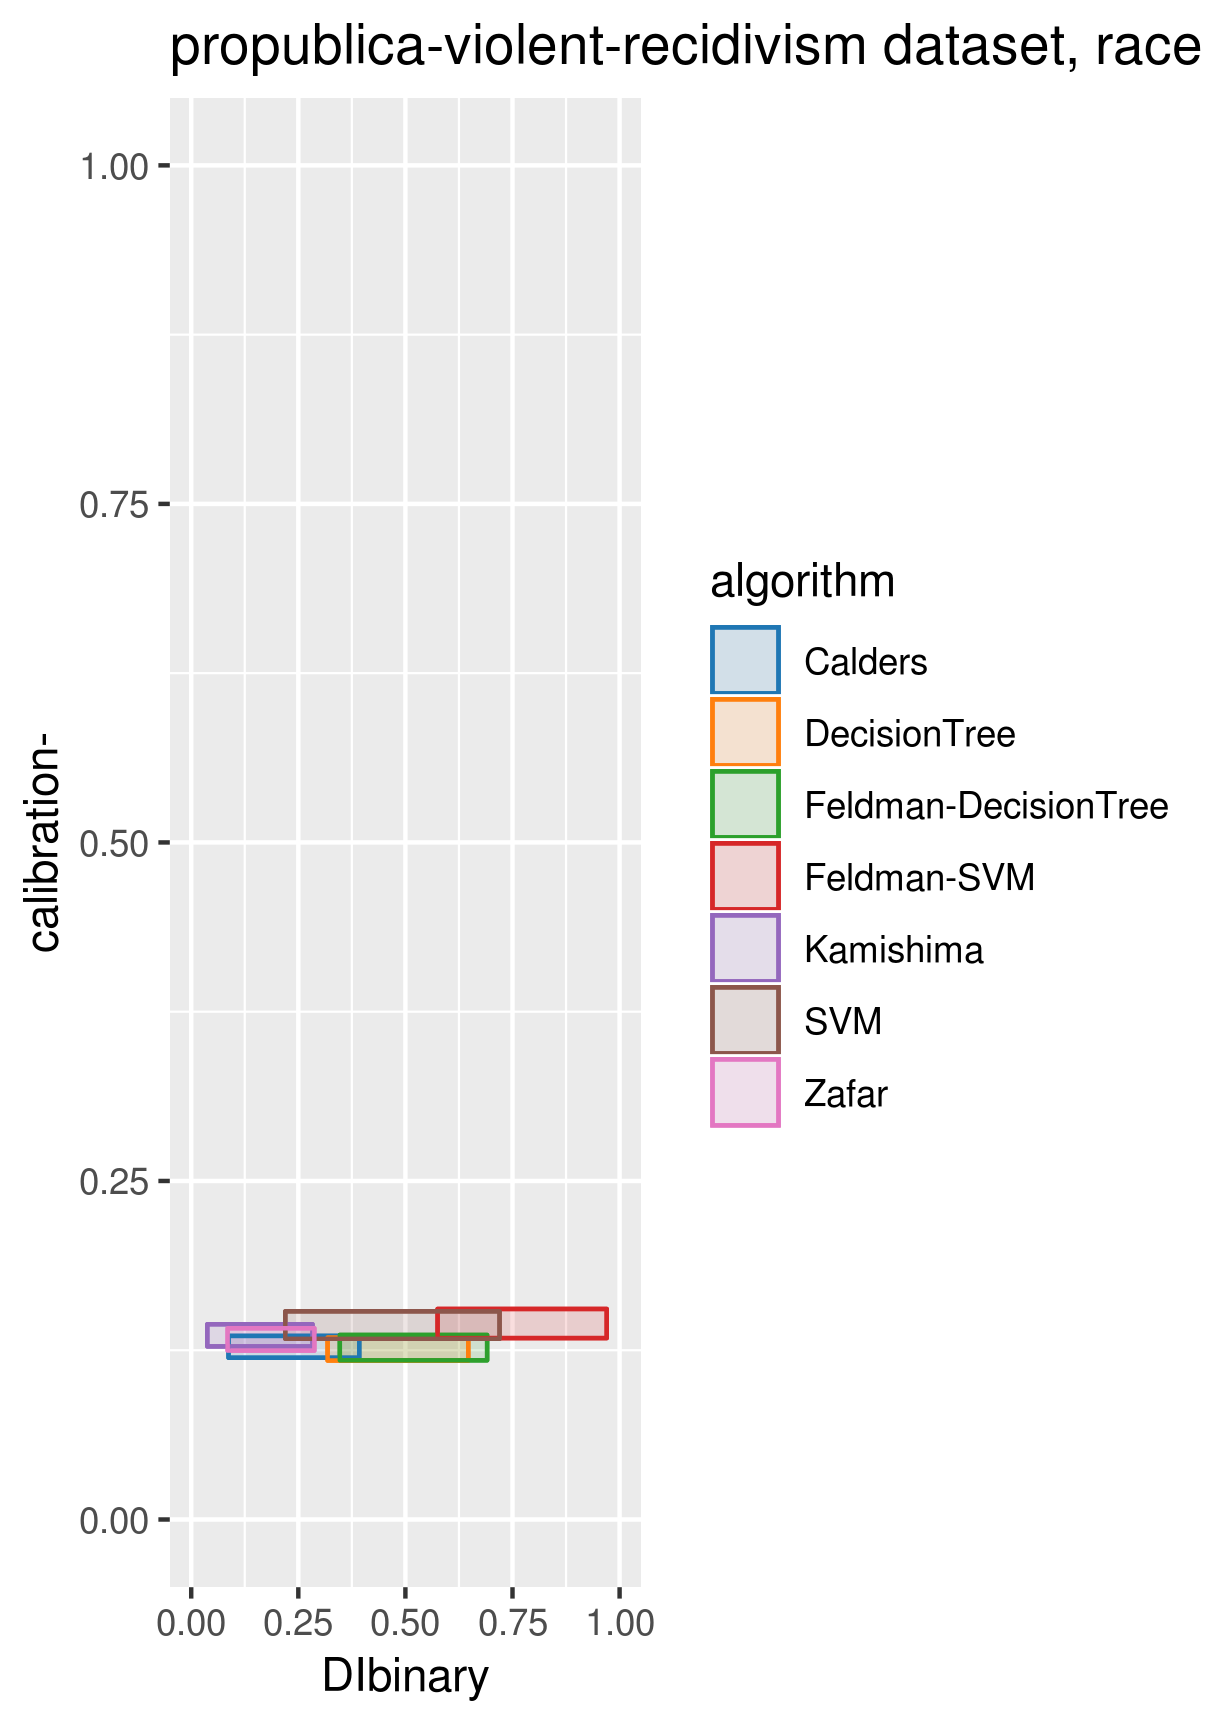 propublica-violent-recidivism dataset, race
1.00
0.75
0.50
0.25
0.00
calibration-
0.00 0.25 0.50 0.75 1.00
DIbinary
algorithm
Calders
DecisionTree
Feldman-DecisionTree
Feldman-SVM
Kamishima
SVM
Zafar